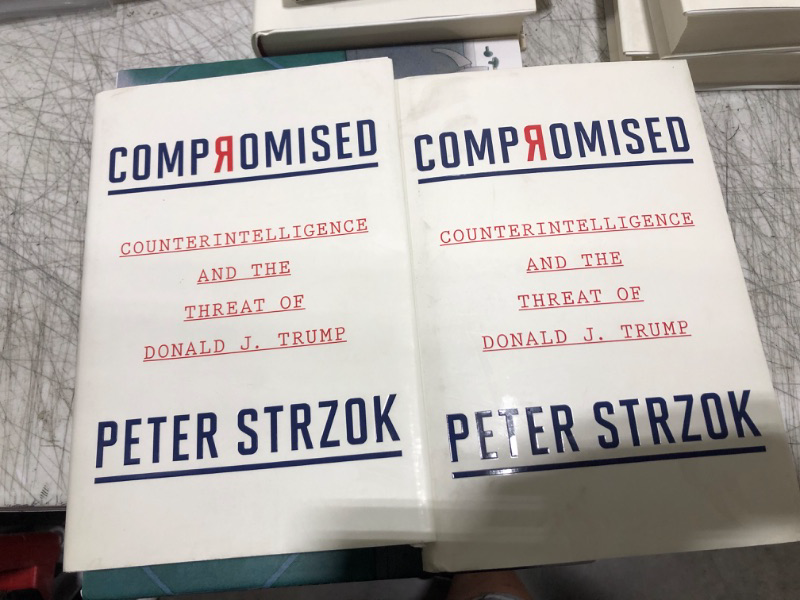 COMPЯOMISED
COUNTERINTELLIGENCE
AND THE
THREAT OF
DONALD J. TRUMP
PETER STRZOK
COMPЯOMISED
COUNTERINTELLIGENCE
AND THE
THREAT OF
DONALD J. TRUMP
PETER STRZOK